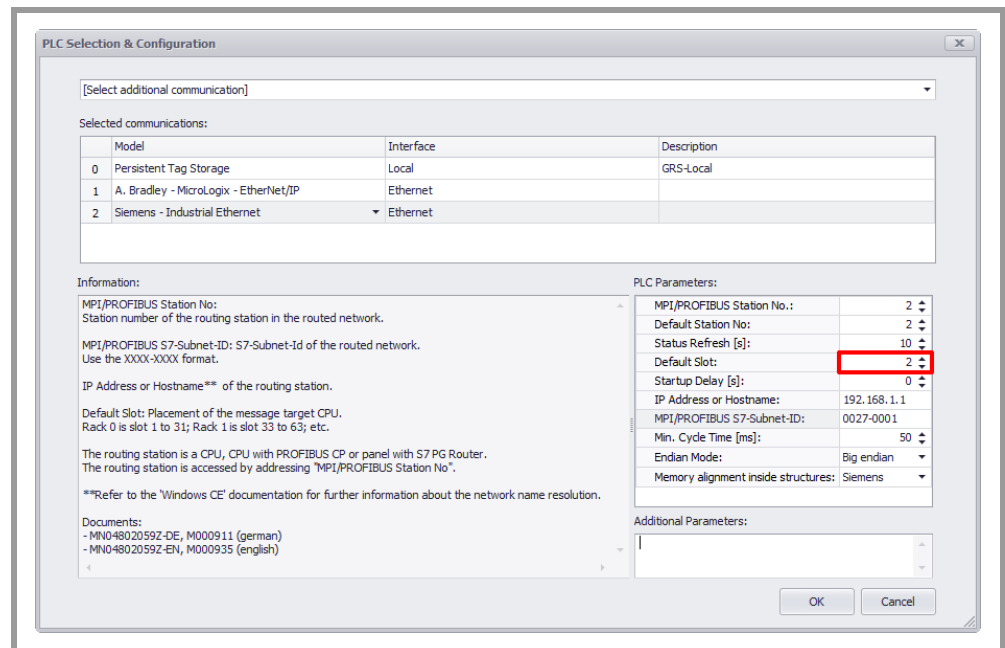 PLC Selection & Configuration
[Select additional communication]
Selected communications:
Model Interface Description
0 Persistent Tag Storage Local GRS-Local
1 A. Bradley - MicroLogix - EtherNet/IP Ethernet
2 Siemens - Industrial Ethernet Ethernet
Information:
MPI/PROFIBUS Station No:
Station number of the routing station in the routed network.
MPI/PROFIBUS S7-Subnet-ID: S7-Subnet-Id of the routed network.
Use the XXXX-XXXX format.
IP Address or Hostname** of the routing station.
Default Slot: Placement of the message target CPU.
Rack 0 is slot 1 to 31; Rack 1 is slot 33 to 63; etc.
The routing station is a CPU, CPU with PROFIBUS CP or panel with S7 PG Router.
The routing station is accessed by addressing "MPI/PROFIBUS Station No".
**Refer to the 'Windows CE' documentation for further information about the network name resolution.
Documents:
- MN04802059Z-DE, M000911 (german)
- MN04802059Z-EN, M000935 (english)
PLC Parameters:
MPI/PROFIBUS Station No.: 2
Default Station No: 2
Status Refresh [s]: 10
Default Slot: 2
Startup Delay [s]: 0
IP Address or Hostname: 192.168.1.1
MPI/PROFIBUS S7-Subnet-ID: 0027-0001
Min. Cycle Time [ms]: 50
Endian Mode: Big endian
Memory alignment inside structures: Siemens
Additional Parameters:
OK Cancel